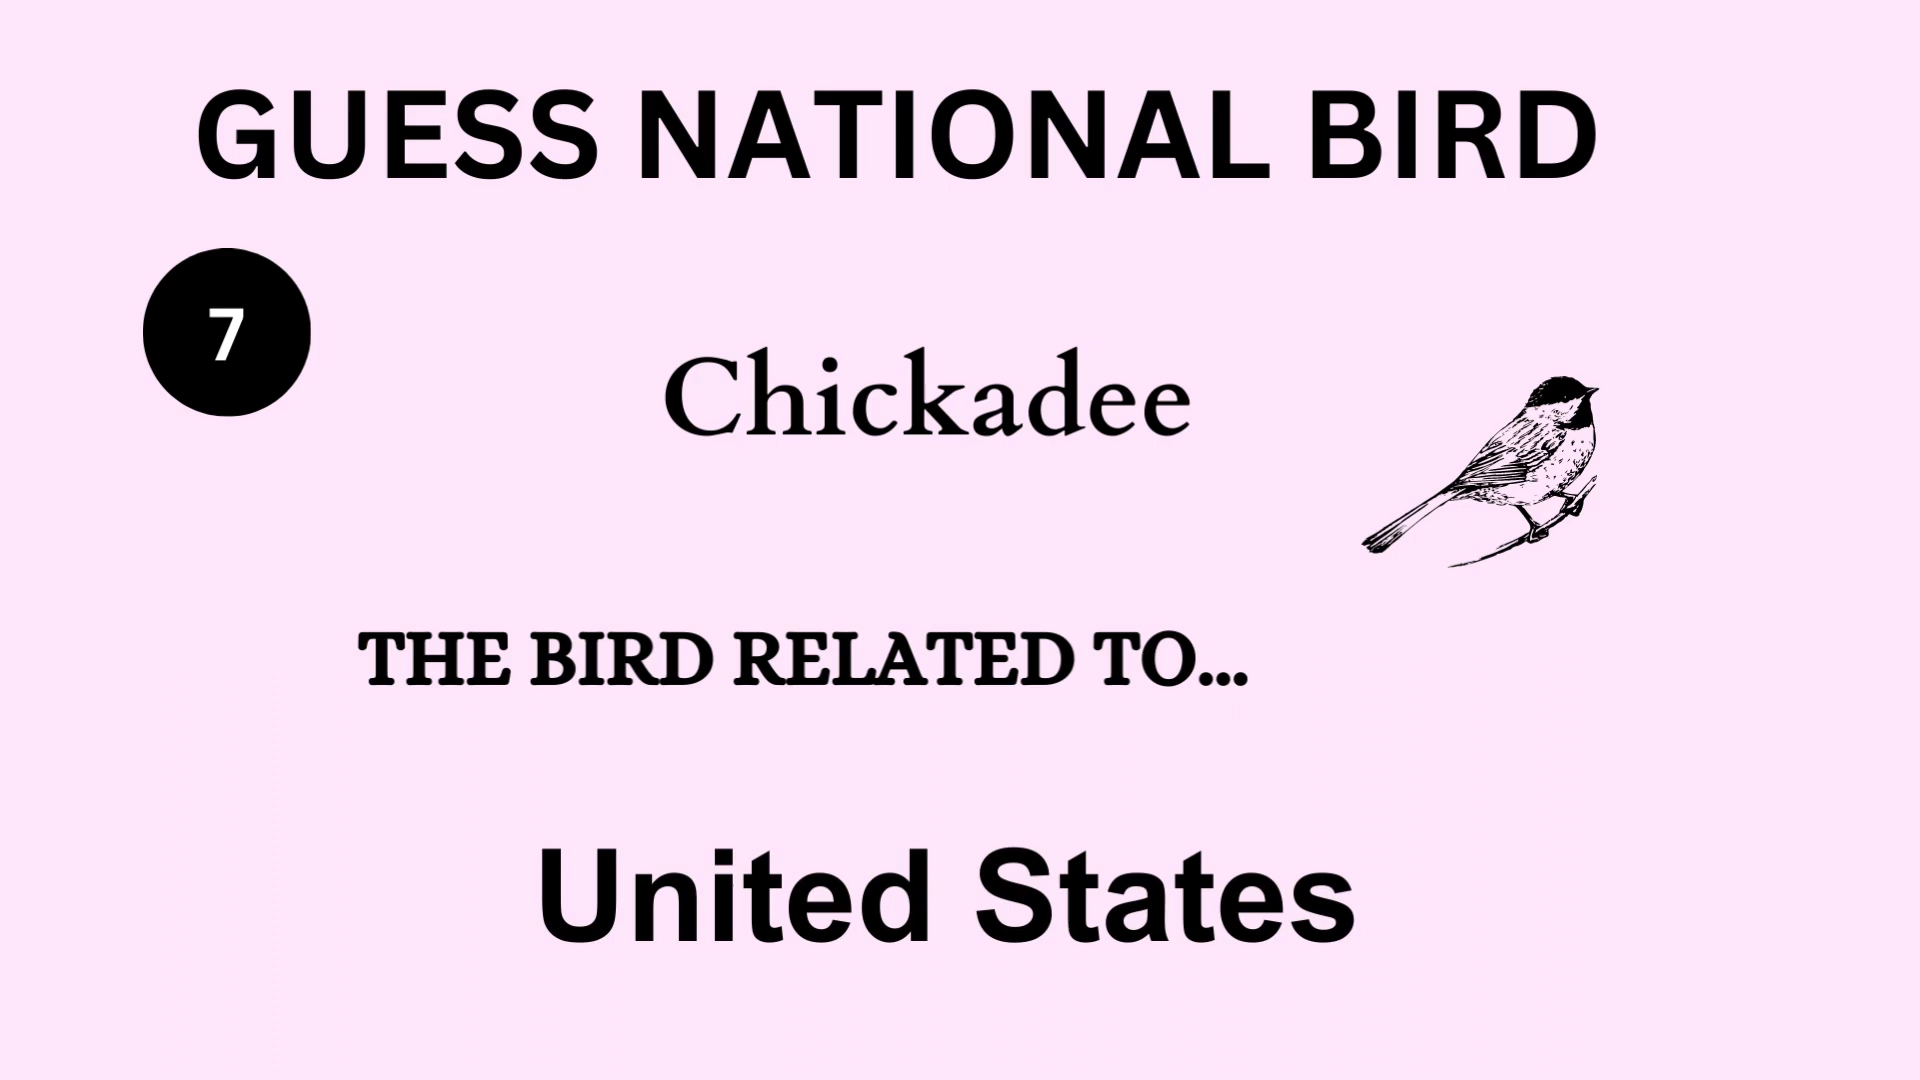 GUESS NATIONAL BIRD
7
Chickadee
THE BIRD RELATED TO...
United States